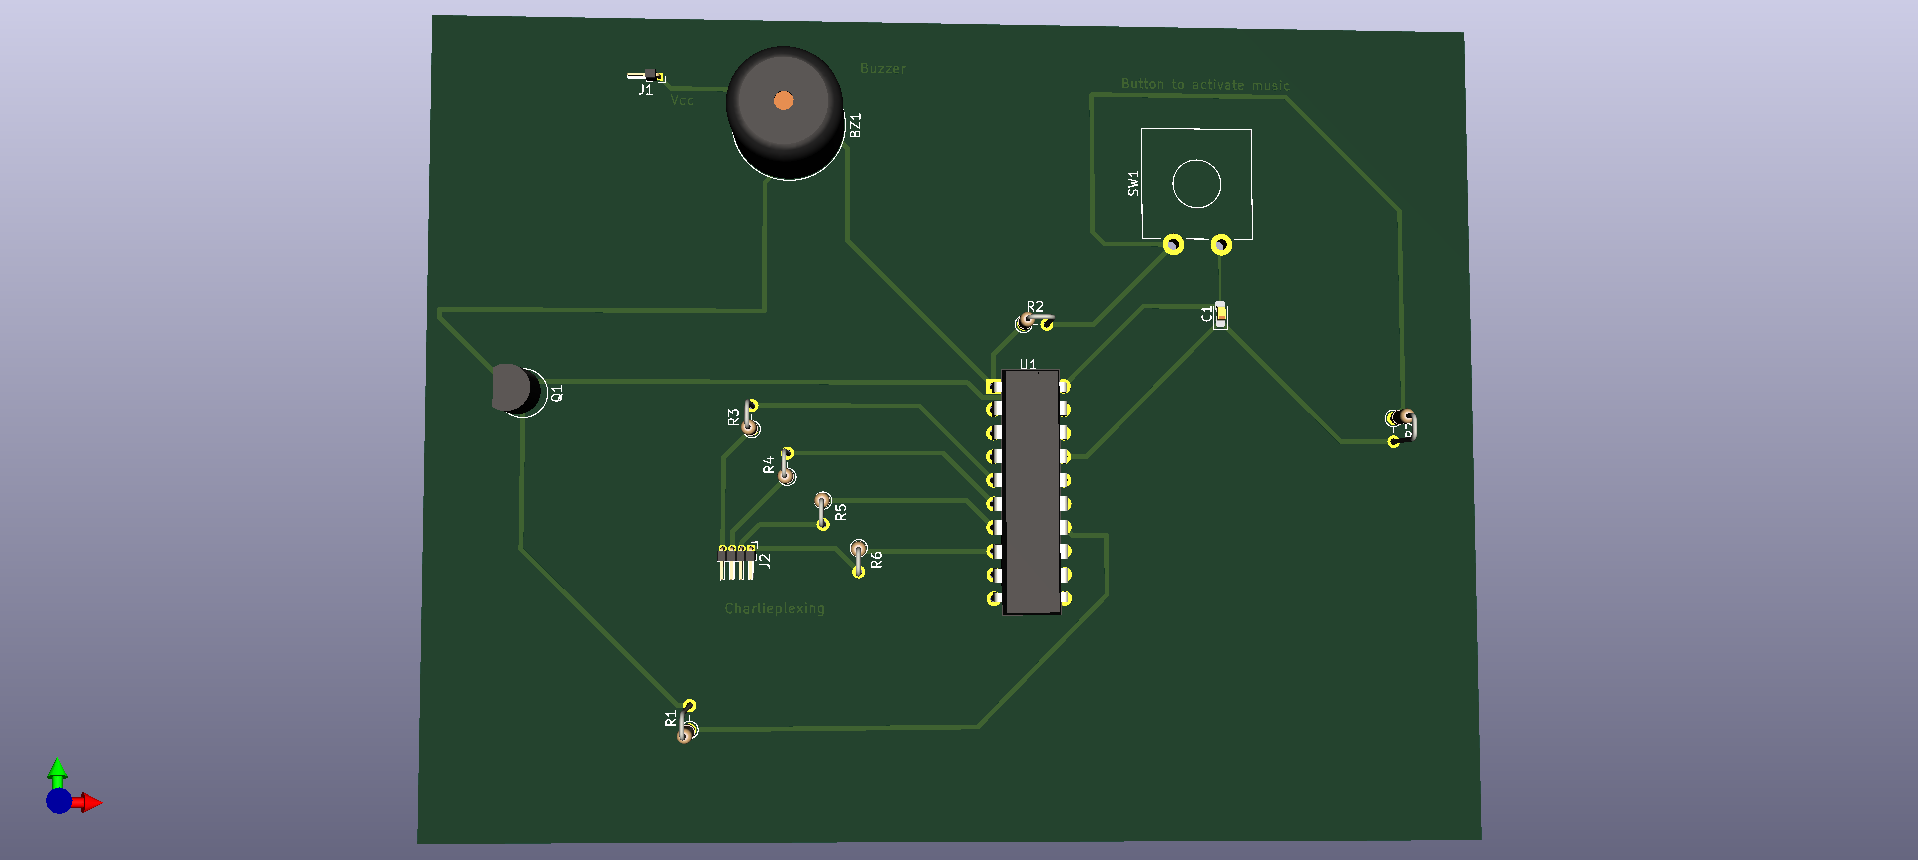 Buzzer
J1
Vcc
BZ1
Button to activate music
SW1
R2
C1
U1
Q1
R3
R4
R5
R6
J2
Charlieplexing
R1